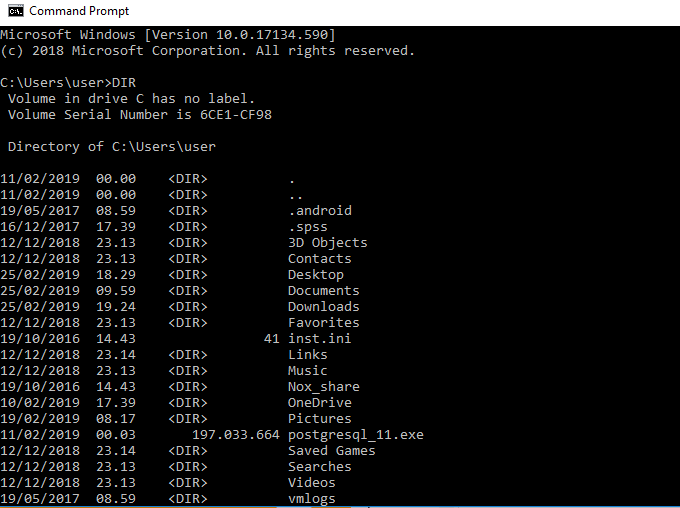 Command Prompt
Microsoft Windows [Version 10.0.17134.590]
(c) 2018 Microsoft Corporation. All rights reserved.
C:\Users\user>DIR
Volume in drive C has no label.
Volume Serial Number is 6CE1-CF98
Directory of C:\Users\user
11/02/2019 00.00 <DIR> .
11/02/2019 00.00 <DIR> ..
19/05/2017 08.59 <DIR> .android
16/12/2017 17.39 <DIR> .spss
12/12/2018 23.13 <DIR> 3D Objects
12/12/2018 23.13 <DIR> Contacts
25/02/2019 18.29 <DIR> Desktop
25/02/2019 09.59 <DIR> Documents
25/02/2019 19.24 <DIR> Downloads
12/12/2018 23.13 <DIR> Favorites
19/10/2016 14.43 41 inst.ini
12/12/2018 23.14 <DIR> Links
12/12/2018 23.13 <DIR> Music
19/10/2016 14.43 <DIR> Nox_share
10/02/2019 17.39 <DIR> OneDrive
19/02/2019 08.17 <DIR> Pictures
11/02/2019 00.03 197.033.664 postgresql_11.exe
12/12/2018 23.14 <DIR> Saved Games
12/12/2018 23.13 <DIR> Searches
12/12/2018 23.13 <DIR> Videos
19/05/2017 08.59 <DIR> vmlogs